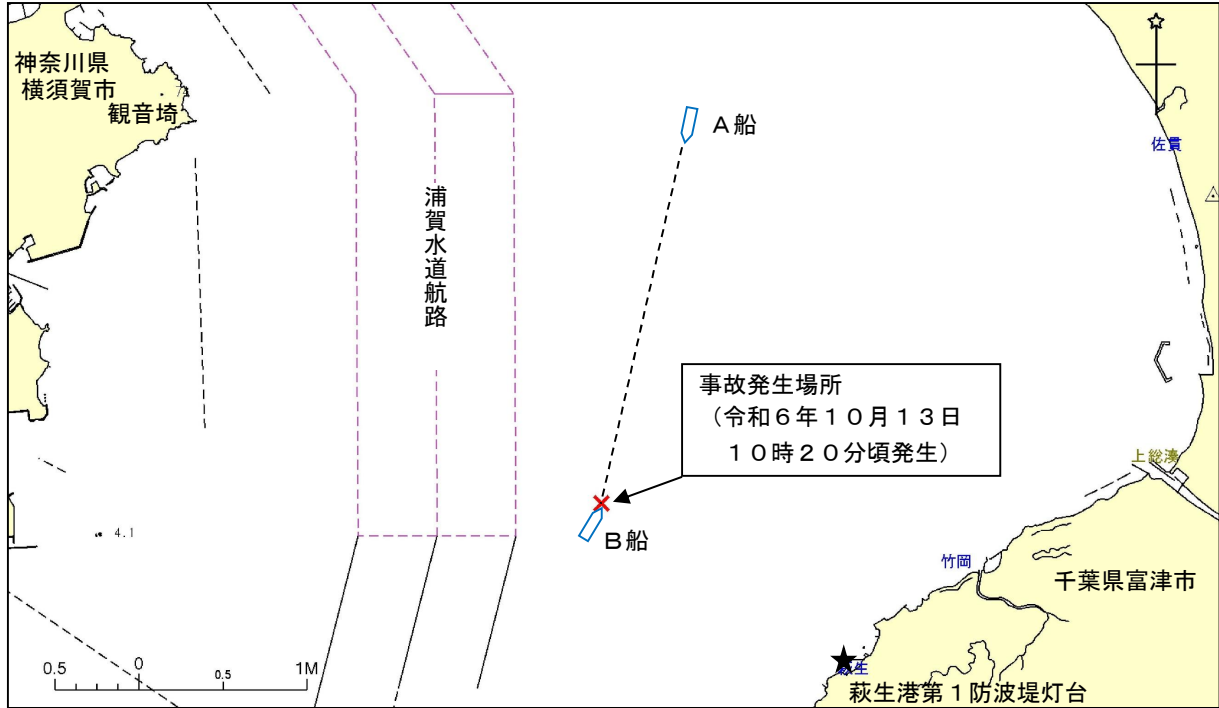 神奈川県
横須賀市
観音埼
A船
佐貫
浦賀水道航路
事故発生場所
（令和６年１０月１３日
１０時２０分頃発生）
上総湊
B船
4.1
竹岡
千葉県富津市
0.5 0 0.5 1M
萩生港第１防波堤灯台